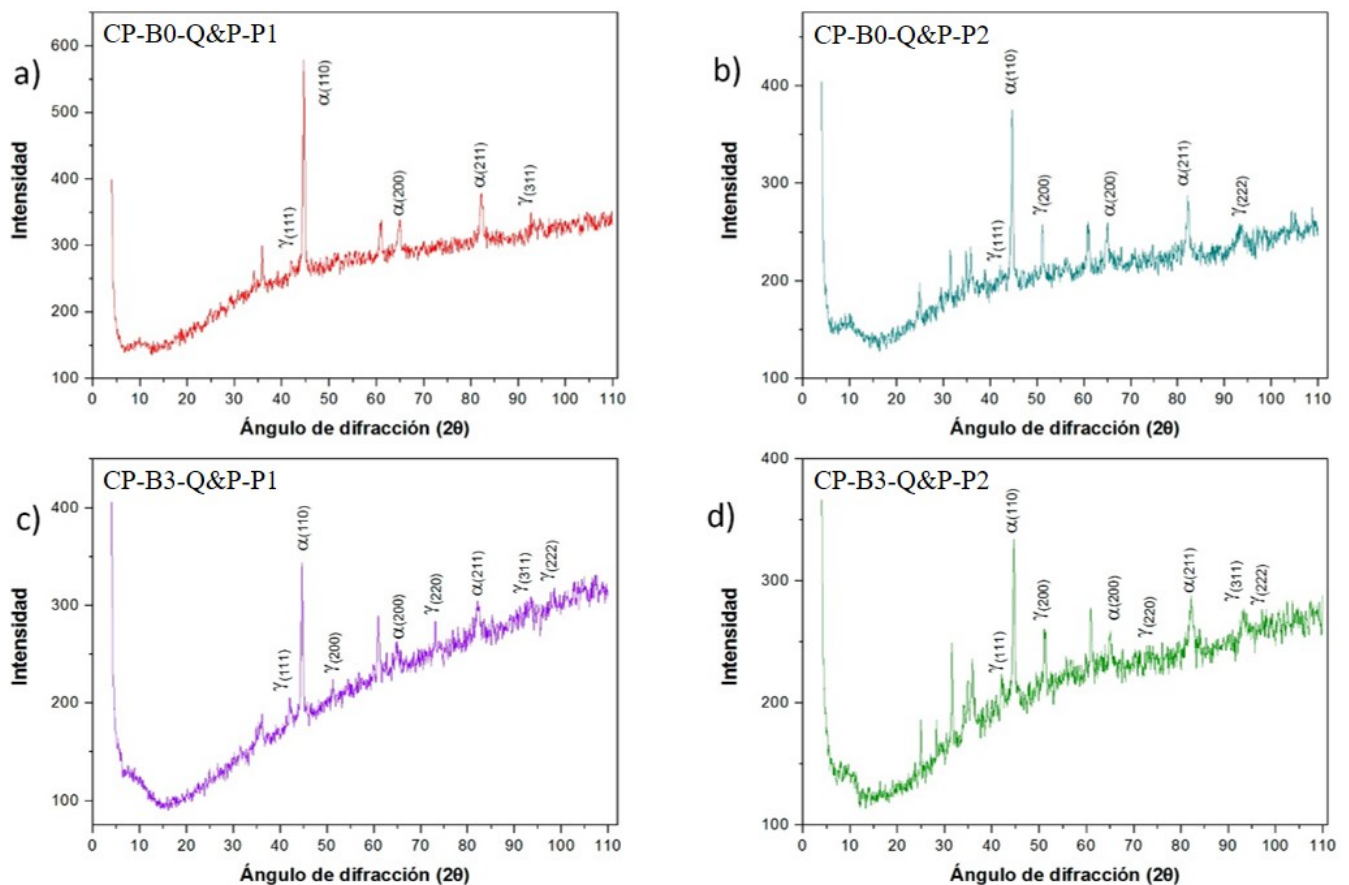 a)
CP-B0-Q&P-P1
Intensidad
600
500
400
300
200
100
γ(111)
α(110)
α(200)
α(211)
γ(311)
0 10 20 30 40 50 60 70 80 90 100 110
Ángulo de difracción (2θ)
b)
CP-B0-Q&P-P2
Intensidad
400
300
200
100
γ(111)
α(110)
γ(200)
α(200)
α(211)
γ(222)
0 10 20 30 40 50 60 70 80 90 100 110
Ángulo de difracción (2θ)
c)
CP-B3-Q&P-P1
Intensidad
400
300
200
100
γ(111)
α(110)
γ(200)
α(200)
γ(220)
α(211)
γ(311)
γ(222)
0 10 20 30 40 50 60 70 80 90 100 110
Ángulo de difracción (2θ)
d)
CP-B3-Q&P-P2
Intensidad
400
300
200
100
γ(111)
α(110)
γ(200)
α(200)
γ(220)
α(211)
γ(311)
γ(222)
0 10 20 30 40 50 60 70 80 90 100 110
Ángulo de difracción (2θ)